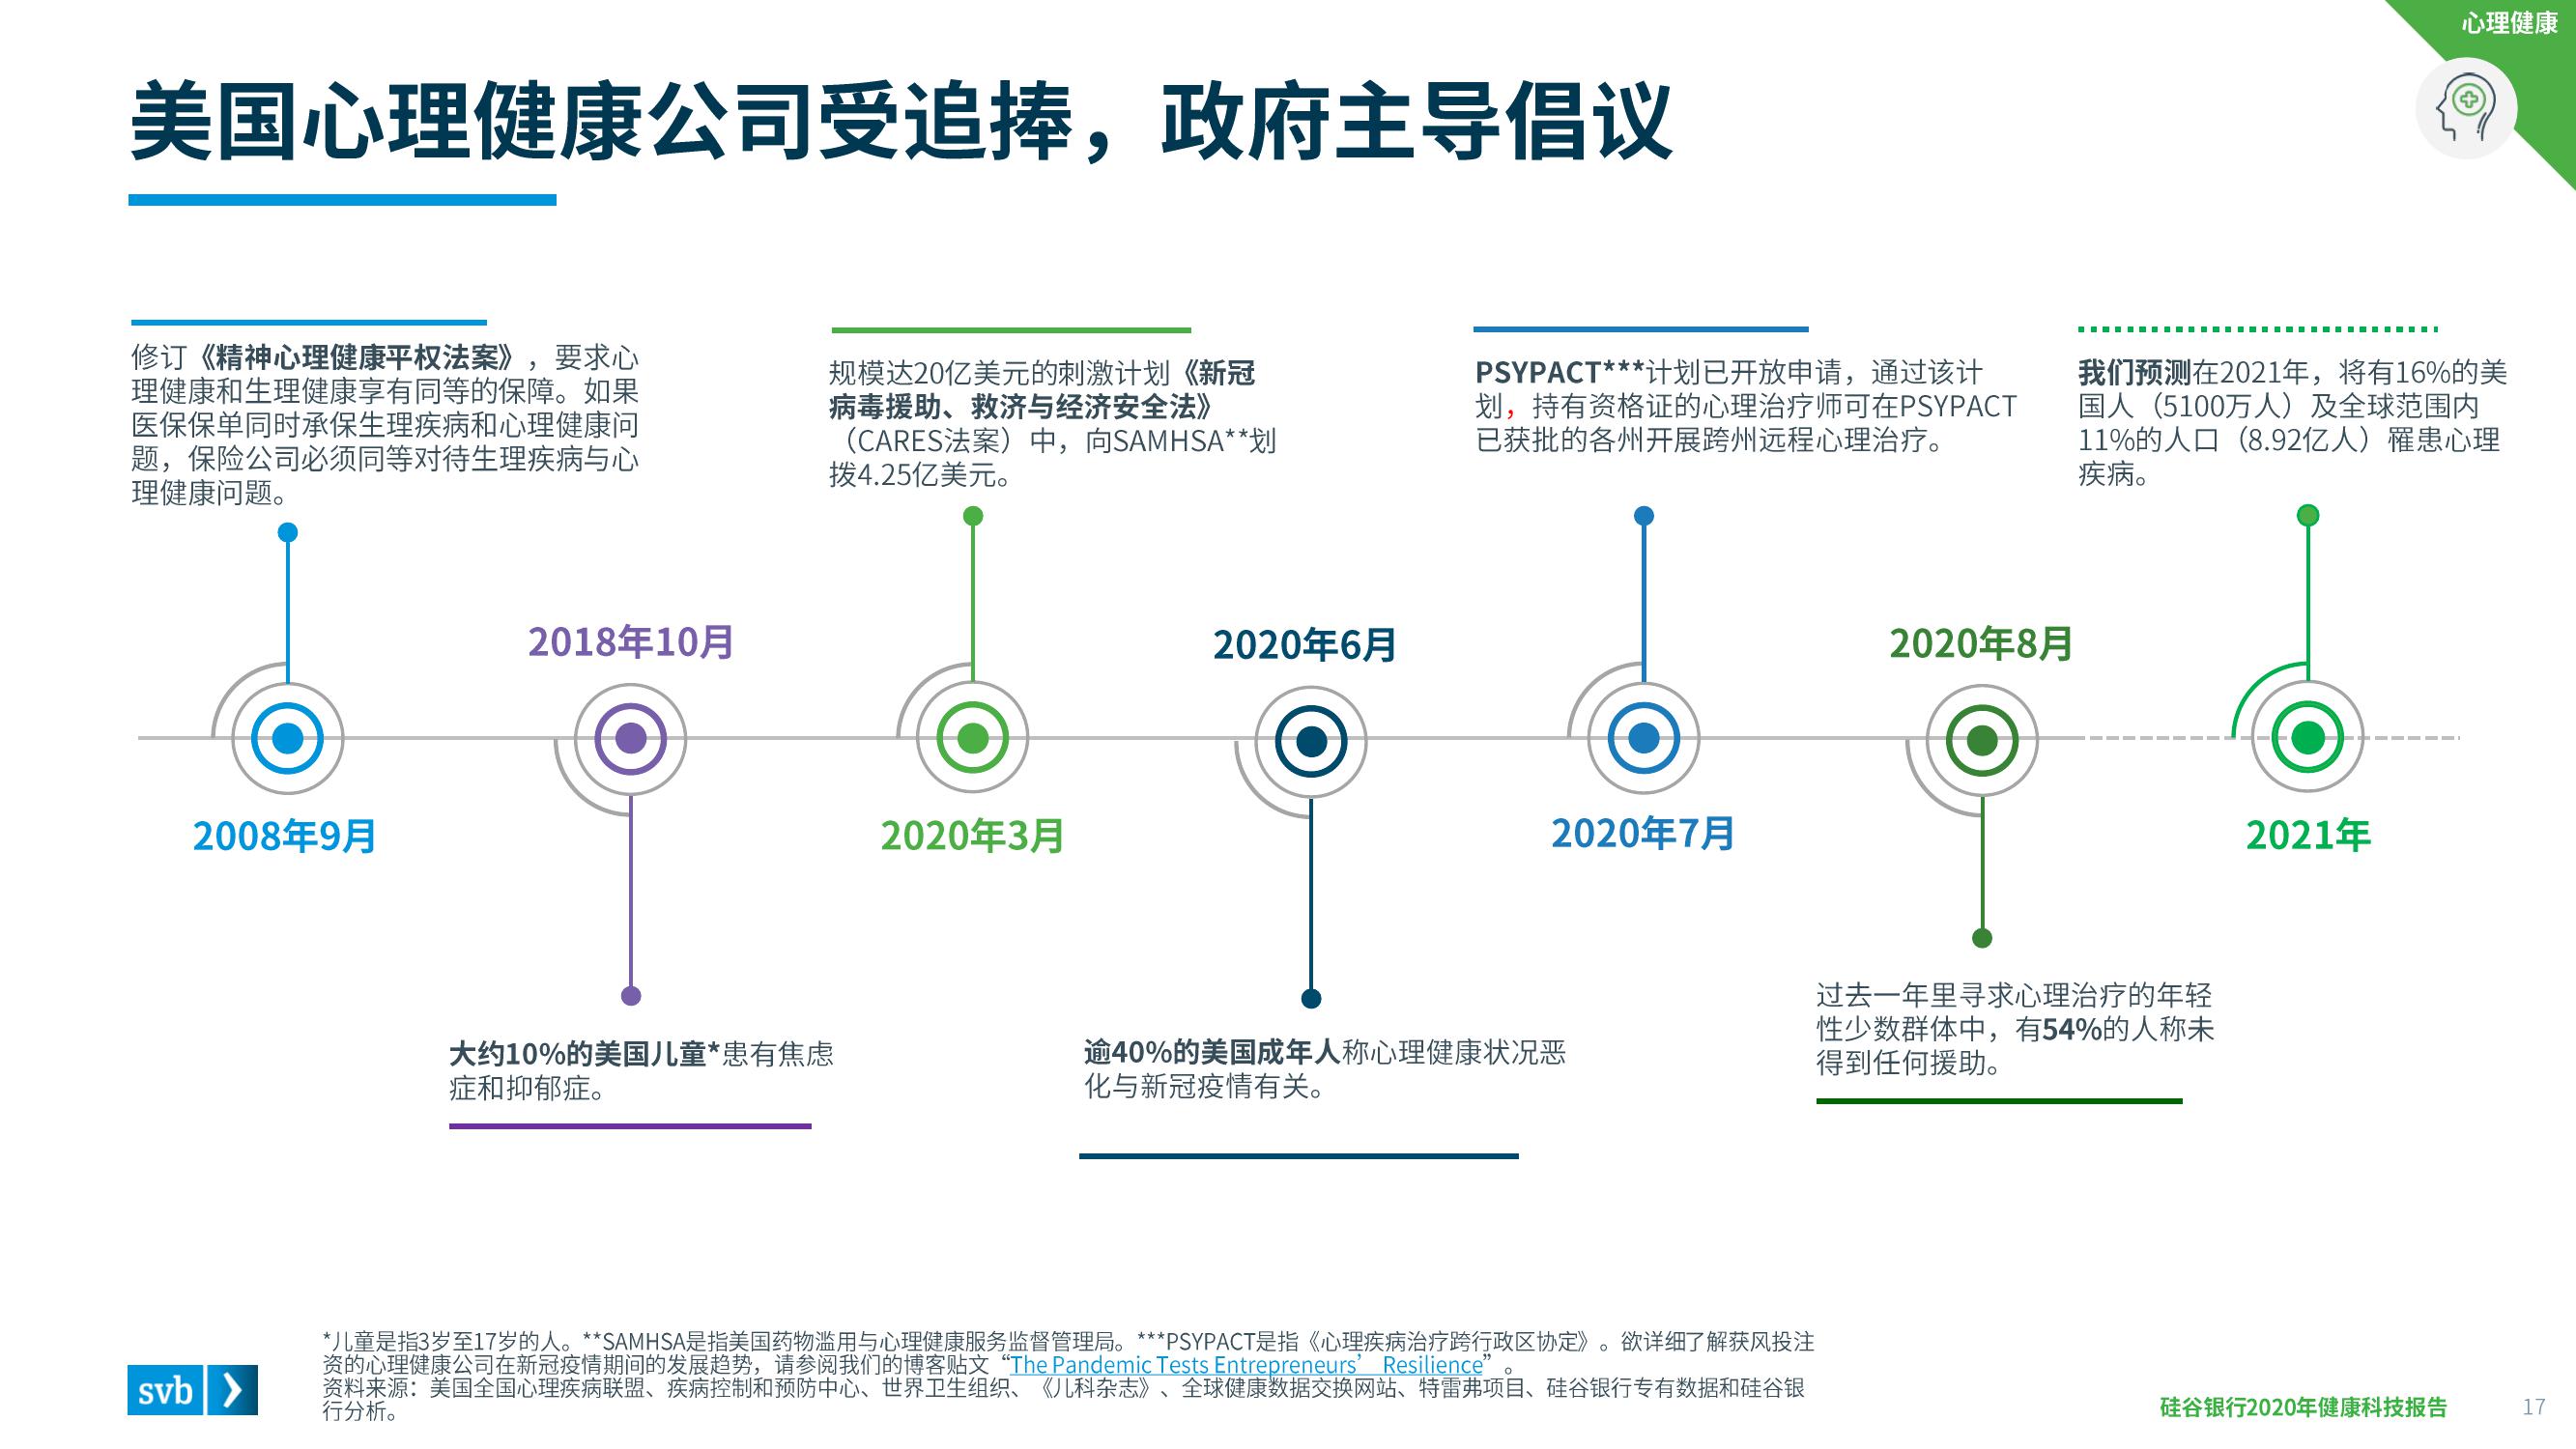 心理健康
美国心理健康公司受追捧，政府主导倡议
修订《精神心理健康平权法案》，要求心
理健康和生理健康享有同等的保障。如果
医保保单同时承保生理疾病和心理健康问
题，保险公司必须同等对待生理疾病与心
理健康问题。
规模达20亿美元的刺激计划《新冠
病毒援助、救济与经济安全法》
（CARES法案）中，向SAMHSA**划
拨4.25亿美元。
PSYPACT***计划已开放申请，通过该计
划，持有资格证的心理治疗师可在PSYPACT
已获批的各州开展跨州远程心理治疗。
我们预测在2021年，将有16%的美
国人（5100万人）及全球范围内
11%的人口（8.92亿人）罹患心理
疾病。
2018年10月
2020年6月
2020年8月
2008年9月
2020年3月
2020年7月
2021年
大约10%的美国儿童*患有焦虑
症和抑郁症。
逾40%的美国成年人称心理健康状况恶
化与新冠疫情有关。
过去一年里寻求心理治疗的年轻
性少数群体中，有54%的人称未
得到任何援助。
*儿童是指3岁至17岁的人。**SAMHSA是指美国药物滥用与心理健康服务监督管理局。***PSYPACT是指《心理疾病治疗跨行政区协定》。欲详细了解获风投注
资的心理健康公司在新冠疫情期间的发展趋势，请参阅我们的博客贴文“The Pandemic Tests Entrepreneurs’ Resilience”。
资料来源：美国全国心理疾病联盟、疾病控制和预防中心、世界卫生组织、《儿科杂志》、全球健康数据交换网站、特雷弗项目、硅谷银行专有数据和硅谷银
行分析。
svb
硅谷银行2020年健康科技报告
17